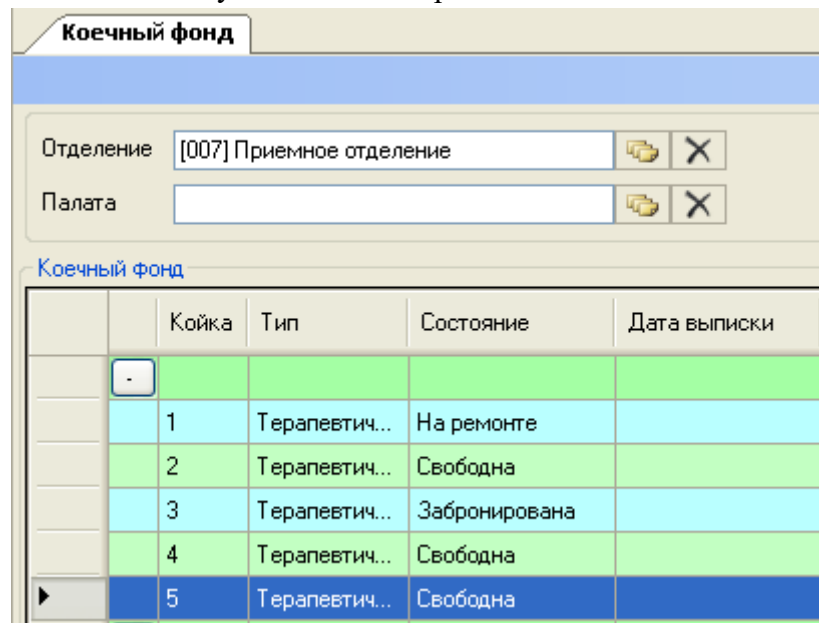 Коечный фонд
Отделение [007] Приемное отделение
Палата
Коечный фонд
Койка Тип Состояние Дата выписки
-
1 Терапевтич... На ремонте
2 Терапевтич... Свободна
3 Терапевтич... Забронирована
4 Терапевтич... Свободна
5 Терапевтич... Свободна